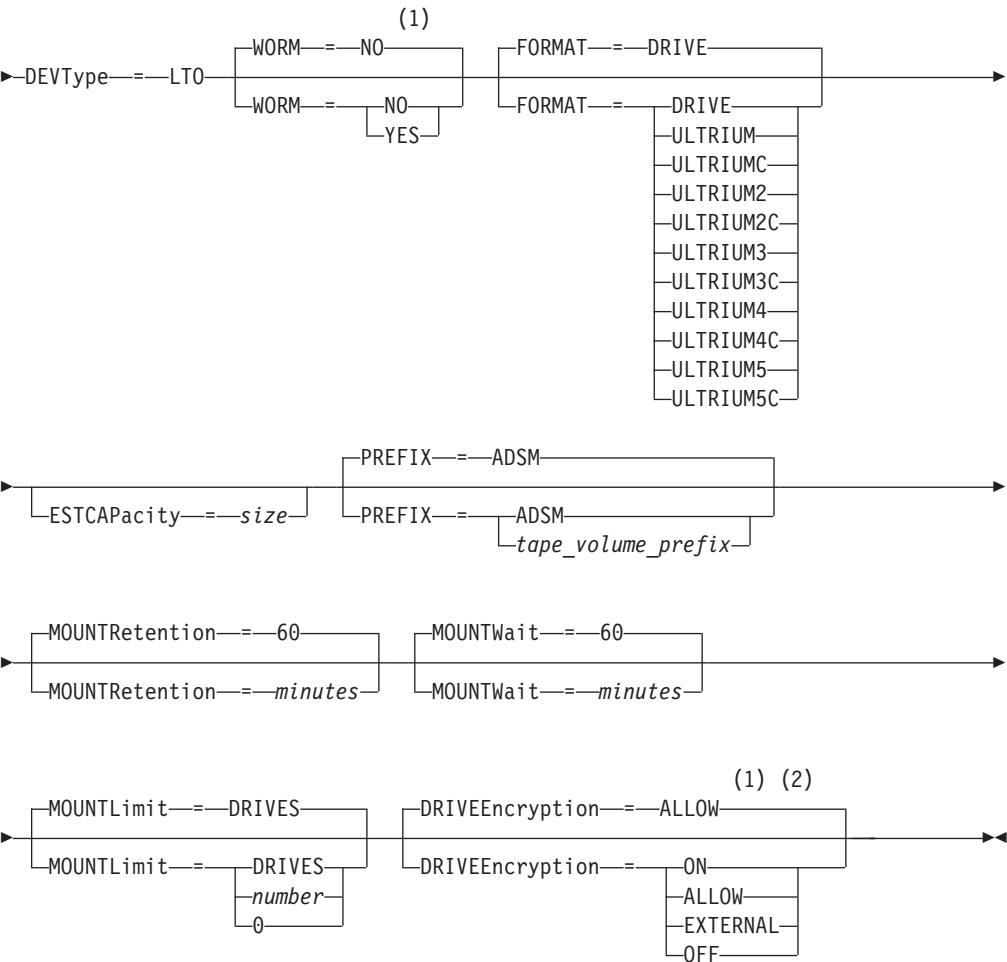 (1)
WORM = NO FORMAT = DRIVE
DEVType = LTO
WORM = NO FORMAT = DRIVE
YES ULTRIUM
ULTRIUMC
ULTRIUM2
ULTRIUM2C
ULTRIUM3
ULTRIUM3C
ULTRIUM4
ULTRIUM4C
ULTRIUM5
ULTRIUM5C
PREFIX = ADSM
ESTCAPacity = size PREFIX = ADSM
tape_volume_prefix
MOUNTRetention = 60 MOUNTWait = 60
MOUNTRetention = minutes MOUNTWait = minutes
(1) (2)
MOUNTLimit = DRIVES DRIVEEncryption = ALLOW
MOUNTLimit = DRIVES DRIVEEncryption = ON
number ALLOW
0 EXTERNAL
OFF